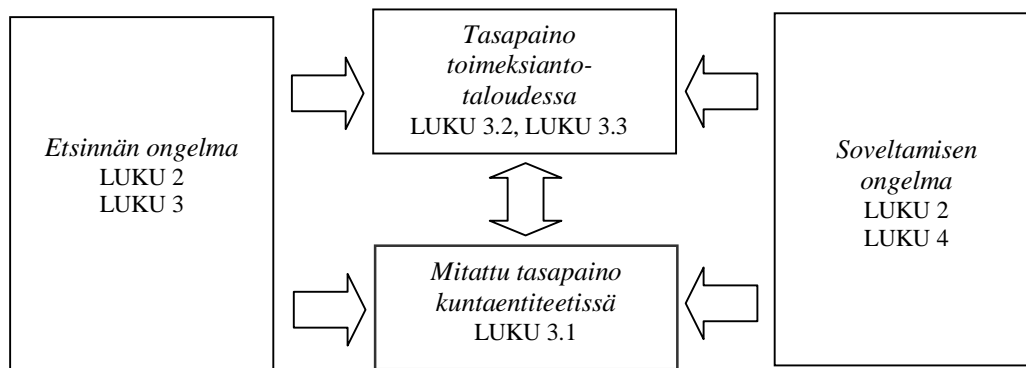 Etsinnän ongelma
LUKU 2
LUKU 3
Tasapaino
toimeksianto-
taloudessa
LUKU 3.2, LUKU 3.3
Mitattu tasapaino
kuntaentiteetissä
LUKU 3.1
Soveltamisen
ongelma
LUKU 2
LUKU 4